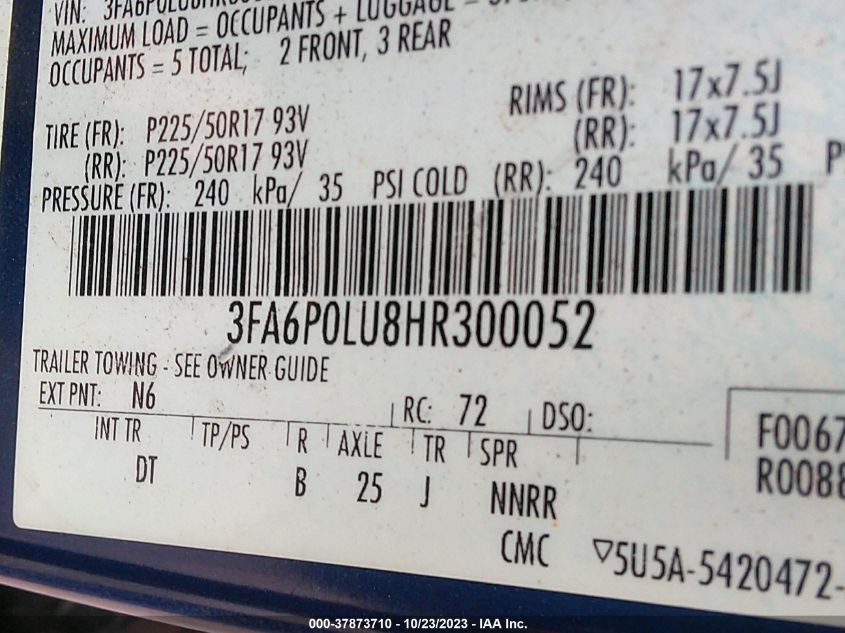 VIN:
MAXIMUM LOAD = OCCUPANTS + LUGGAGE =
OCCUPANTS = 5 TOTAL; 2 FRONT, 3 REAR
TIRE (FR): P225/50R17 93V RIMS (FR): 17x7.5J
(RR): P225/50R17 93V (RR): 17x7.5J
PRESSURE (FR): 240 kPa/ 35 PSI COLD (RR): 240 kPa/ 35 P
3FA6P0LU8HR300052
TRAILER TOWING - SEE OWNER GUIDE
EXT PNT: N6 RC: 72 DSO:
INT TR TP/PS R AXLE TR SPR F0067
DT B 25 J NNRR R0088
CMC ▽5U5A-5420472-
000-37873710 - 10/23/2023 - IAA Inc.